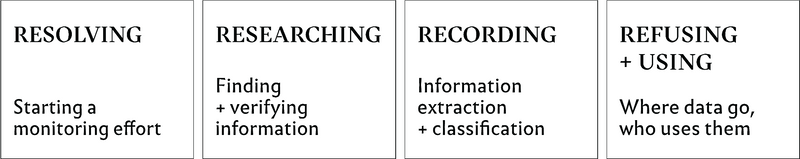 RESOLVING
Starting a
monitoring effort
RESEARCHING
Finding
+ verifying
information
RECORDING
Information
extraction
+ classification
REFUSING
+ USING
Where data go,
who uses them